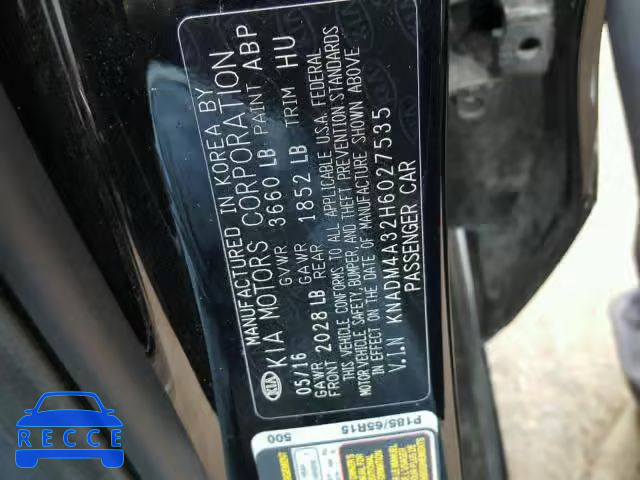 MANUFACTURED IN KOREA BY
KIA MOTORS CORPORATION
05/16 GVWR 3660 LB PAINT ABP
GAWR FRONT 2028 LB GAWR REAR 1852 LB TRIM HU
THIS VEHICLE CONFORMS TO ALL APPLICABLE U.S.A. FEDERAL
MOTOR VEHICLE SAFETY, BUMPER, AND THEFT PREVENTION STANDARDS
IN EFFECT ON THE DATE OF MANUFACTURE SHOWN ABOVE
V.I.N KNADM4A32H6027535
PASSENGER CAR
KIA
P185/65R15
500
RECCE